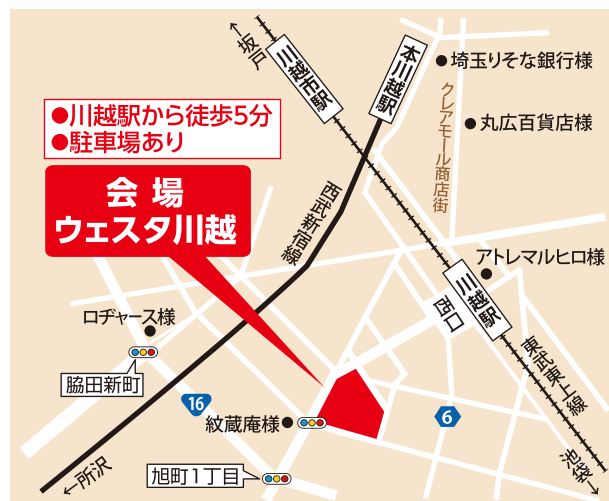 ←坂戸
川越市駅
本川越駅
●埼玉りそな銀行様
●丸広百貨店様
クレアモール商店街
●川越駅から徒歩5分
●駐車場あり
会場
ウェスタ川越
西武新宿線
アトレマルヒロ様
川越駅
西口
ロヂャース様
脇田新町
東武東上線
16
6
紋蔵庵様●
旭町1丁目
←所沢
池袋→